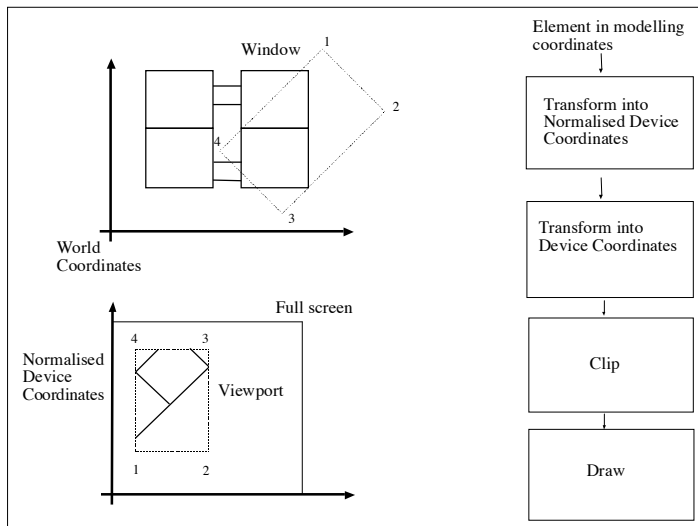 Window
1
2
4
3
World
Coordinates
Full screen
4
3
Normalised
Device
Coordinates
Viewport
1
2
Element in modelling
coordinates
Transform into
Normalised Device
Coordinates
Transform into
Device Coordinates
Clip
Draw